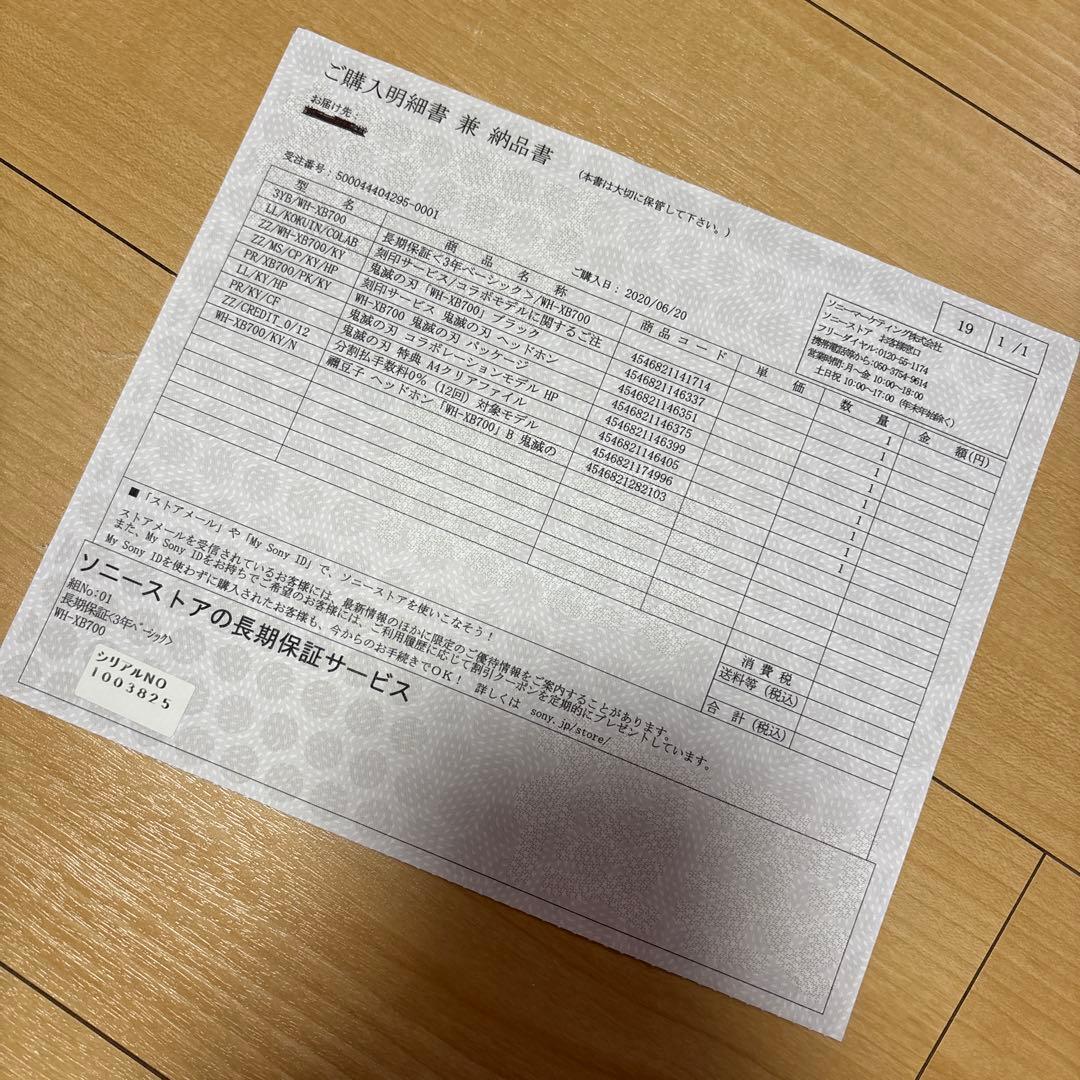 ご購入明細書 兼 納品書
(本書は大切に保管して下さい。)
お届け先
様
受注番号：500044404295-0001
ご購入日： 2020/06/20
19
1 /1
ソニーマーケティング株式会社
ソニーストア お客様窓口
フリーダイヤル:0120-55-1174
携帯電話等から:050-3754-9614
営業時間:月～金 10:00～18:00
土日祝 10:00～17:00 (年末年始除く)
型 名
商 品 名 称
商 品 コ ー ド
単 価
数 量
金 額(円)
3YB/WH-XB700
LL/KOKUIN/COLAB
ZZ/WH-XB700/KY
ZZ/MS/CP/KY/HP
PR/XB700/PK/KY
LL/KY/HP
PR/KY/CF
ZZ/CREDIT_0/12
WH-XB700/KY/N
長期保証<3年ベーシック>/WH-XB700
刻印サービス/コラボモデルに関するご注
鬼滅の刃「WH-XB700」ブラック
刻印サービス 鬼滅の刃 ヘッドホン
WH-XB700 鬼滅の刃 パッケージ
鬼滅の刃 コラボレーションモデル HP
鬼滅の刃 特典 A4クリアファイル
分割払手数料0% (12回) 対象モデル
禰豆子 ヘッドホン「WH-XB700」B 鬼滅の
4546821141714
4546821146337
4546821146351
4546821146375
4546821146399
4546821146405
4546821174996
4546821282103
1
1
1
1
1
1
1
1
1
消 費 税
送料等 (税込)
合 計 (税込)
■「ストアメール」や「My Sony ID」で、ソニーストアを使いこなそう！
ストアメールを受信されているお客様には、最新情報のほかに限定のご優待情報をご案内することがあります。
また、My Sony IDをお持ちでご希望のお客様には、ご利用履歴に応じて割引クーポンを定期的にプレゼントしています。
My Sony IDを使わずに購入されたお客様も、今からのお手続きでOK！ 詳しくは sony.jp/store/
ソニーストアの長期保証サービス
組No:01
長期保証<3年ベーシック>
WH-XB700
シリアルNO
1003825